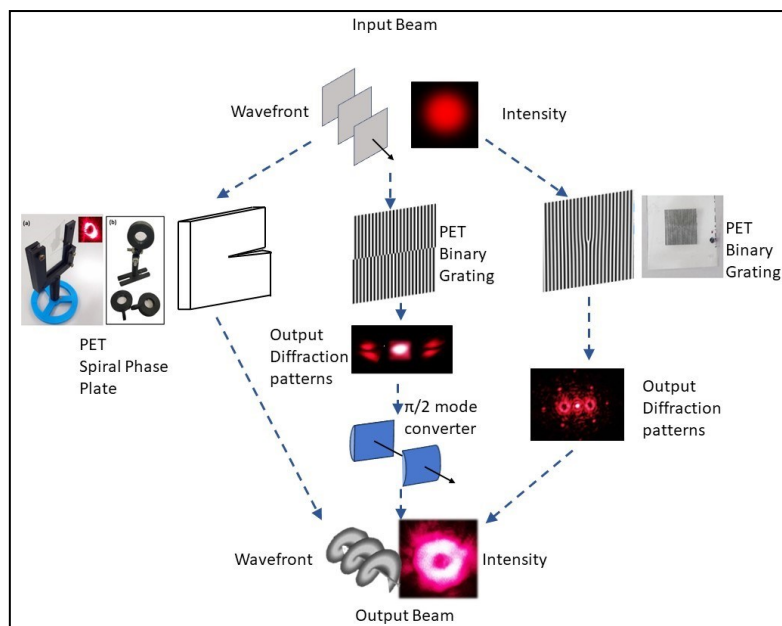 Input Beam
Wavefront
Intensity
(a)
(b)
PET
Spiral Phase
Plate
PET
Binary
Grating
PET
Binary
Grating
Output
Diffraction
patterns
π/2 mode
converter
Output
Diffraction
patterns
Wavefront
Intensity
Output Beam